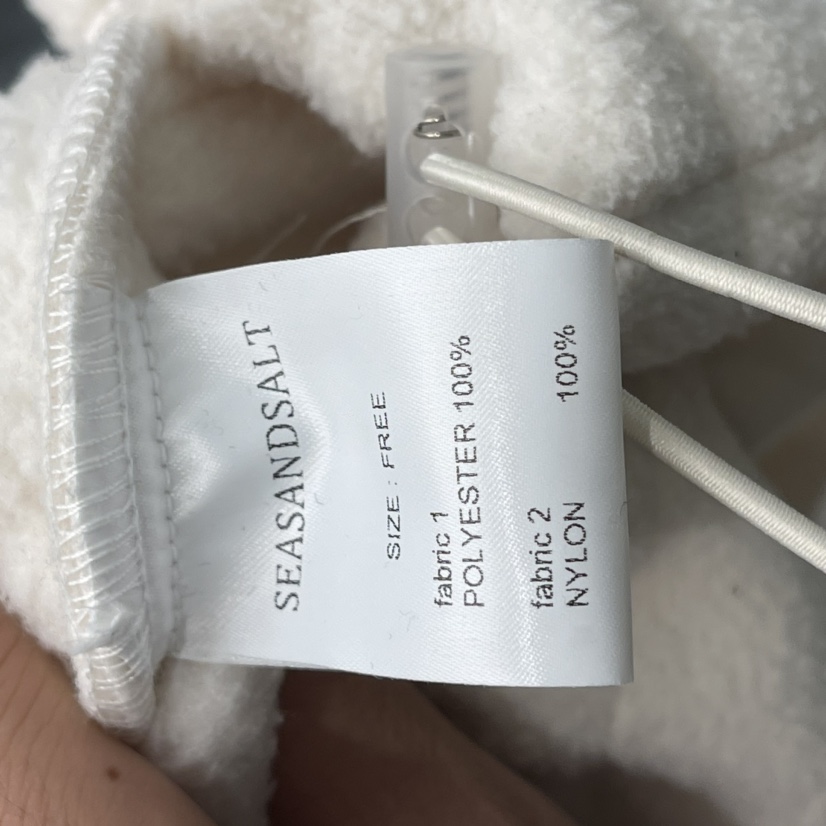 SEASANDSALT
SIZE : FREE
fabric 1
POLYESTER 100%
fabric 2
NYLON 100%